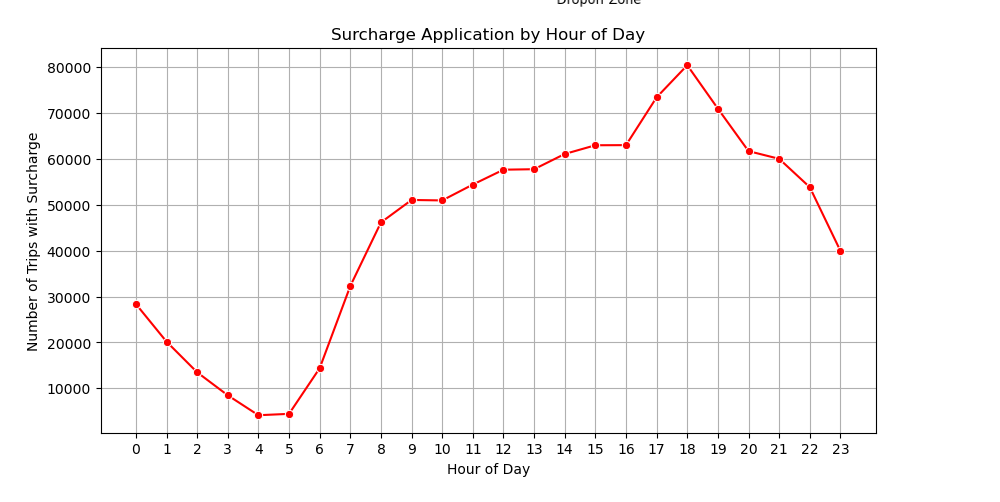 Dropoff Zone
Surcharge Application by Hour of Day
80000
70000
60000
50000
40000
30000
20000
10000
Number of Trips with Surcharge
0 1 2 3 4 5 6 7 8 9 10 11 12 13 14 15 16 17 18 19 20 21 22 23
Hour of Day